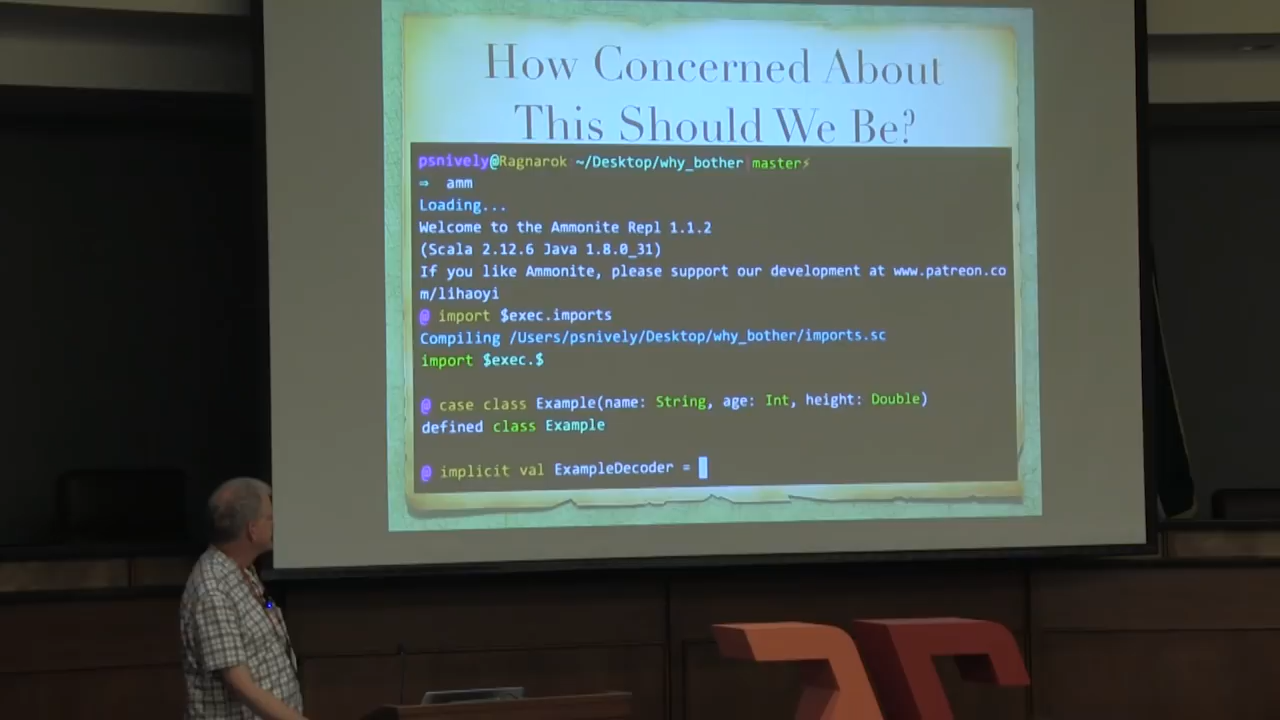 How Concerned About
This Should We Be?
psnively@Ragnarok ~/Desktop/why_bother master⚡
⇒ amm
Loading...
Welcome to the Ammonite Repl 1.1.2
(Scala 2.12.6 Java 1.8.0_31)
If you like Ammonite, please support our development at www.patreon.co
m/lihaoyi
@ import $exec.imports
Compiling /Users/psnively/Desktop/why_bother/imports.sc
import $exec.$
@ case class Example(name: String, age: Int, height: Double)
defined class Example
@ implicit val ExampleDecoder =